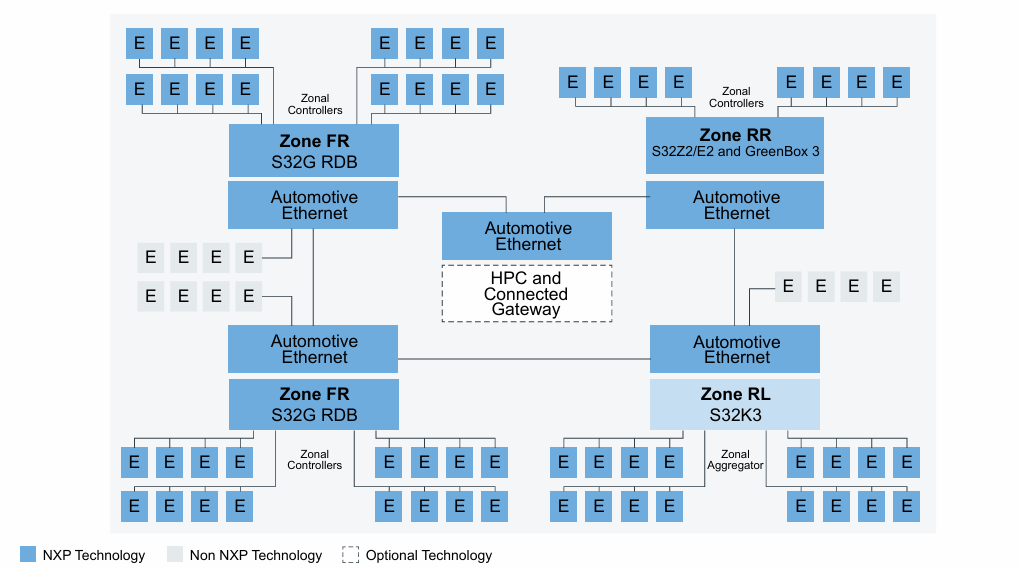 E E E E E E E E
E E E E E E E E
E E E E E E E E
Zonal
Controllers
Zonal
Controllers
Zone FR
S32G RDB
Zone RR
S32Z2/E2 and GreenBox 3
Automotive
Ethernet
Automotive
Ethernet
Automotive
Ethernet
E E E E
HPC and
Connected
Gateway
E E E E
E E E E
Automotive
Ethernet
Automotive
Ethernet
Zone FR
S32G RDB
Zone RL
S32K3
Zonal
Controllers
Zonal
Aggregator
E E E E E E E E E E E E E E E E
E E E E E E E E E E E E E E E E
NXP Technology Non NXP Technology Optional Technology